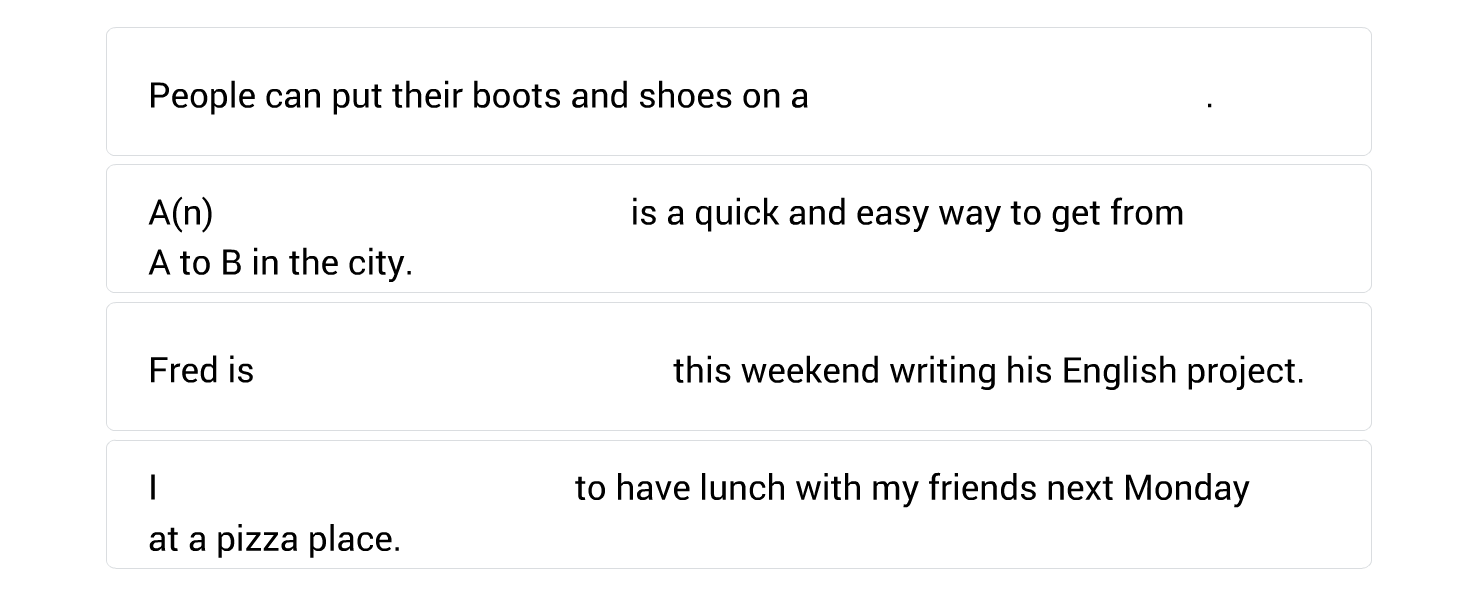 People can put their boots and shoes on a .
A(n) is a quick and easy way to get from
A to B in the city.
Fred is this weekend writing his English project.
I to have lunch with my friends next Monday
at a pizza place.